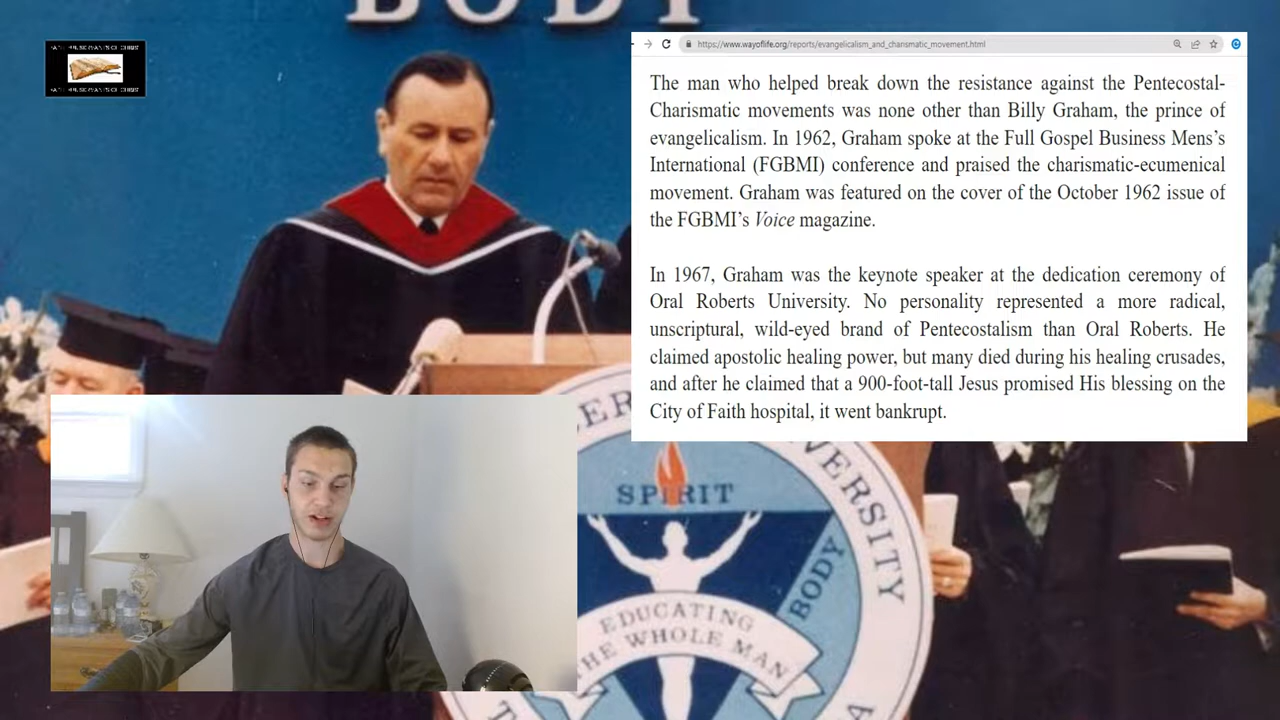 BODY
https://www.wayoflife.org/reports/evangelicalism_and_charismatic_movement.html
The man who helped break down the resistance against the Pentecostal-
Charismatic movements was none other than Billy Graham, the prince of
evangelicalism. In 1962, Graham spoke at the Full Gospel Business Mens's
International (FGBMI) conference and praised the charismatic-ecumenical
movement. Graham was featured on the cover of the October 1962 issue of
the FGBMI's Voice magazine.
In 1967, Graham was the keynote speaker at the dedication ceremony of
Oral Roberts University. No personality represented a more radical,
unscriptural, wild-eyed brand of Pentecostalism than Oral Roberts. He
claimed apostolic healing power, but many died during his healing crusades,
and after he claimed that a 900-foot-tall Jesus promised His blessing on the
City of Faith hospital, it went bankrupt.
SPIRIT
BODY
EDUCATING
HE WHOLE MAN
VERSITY